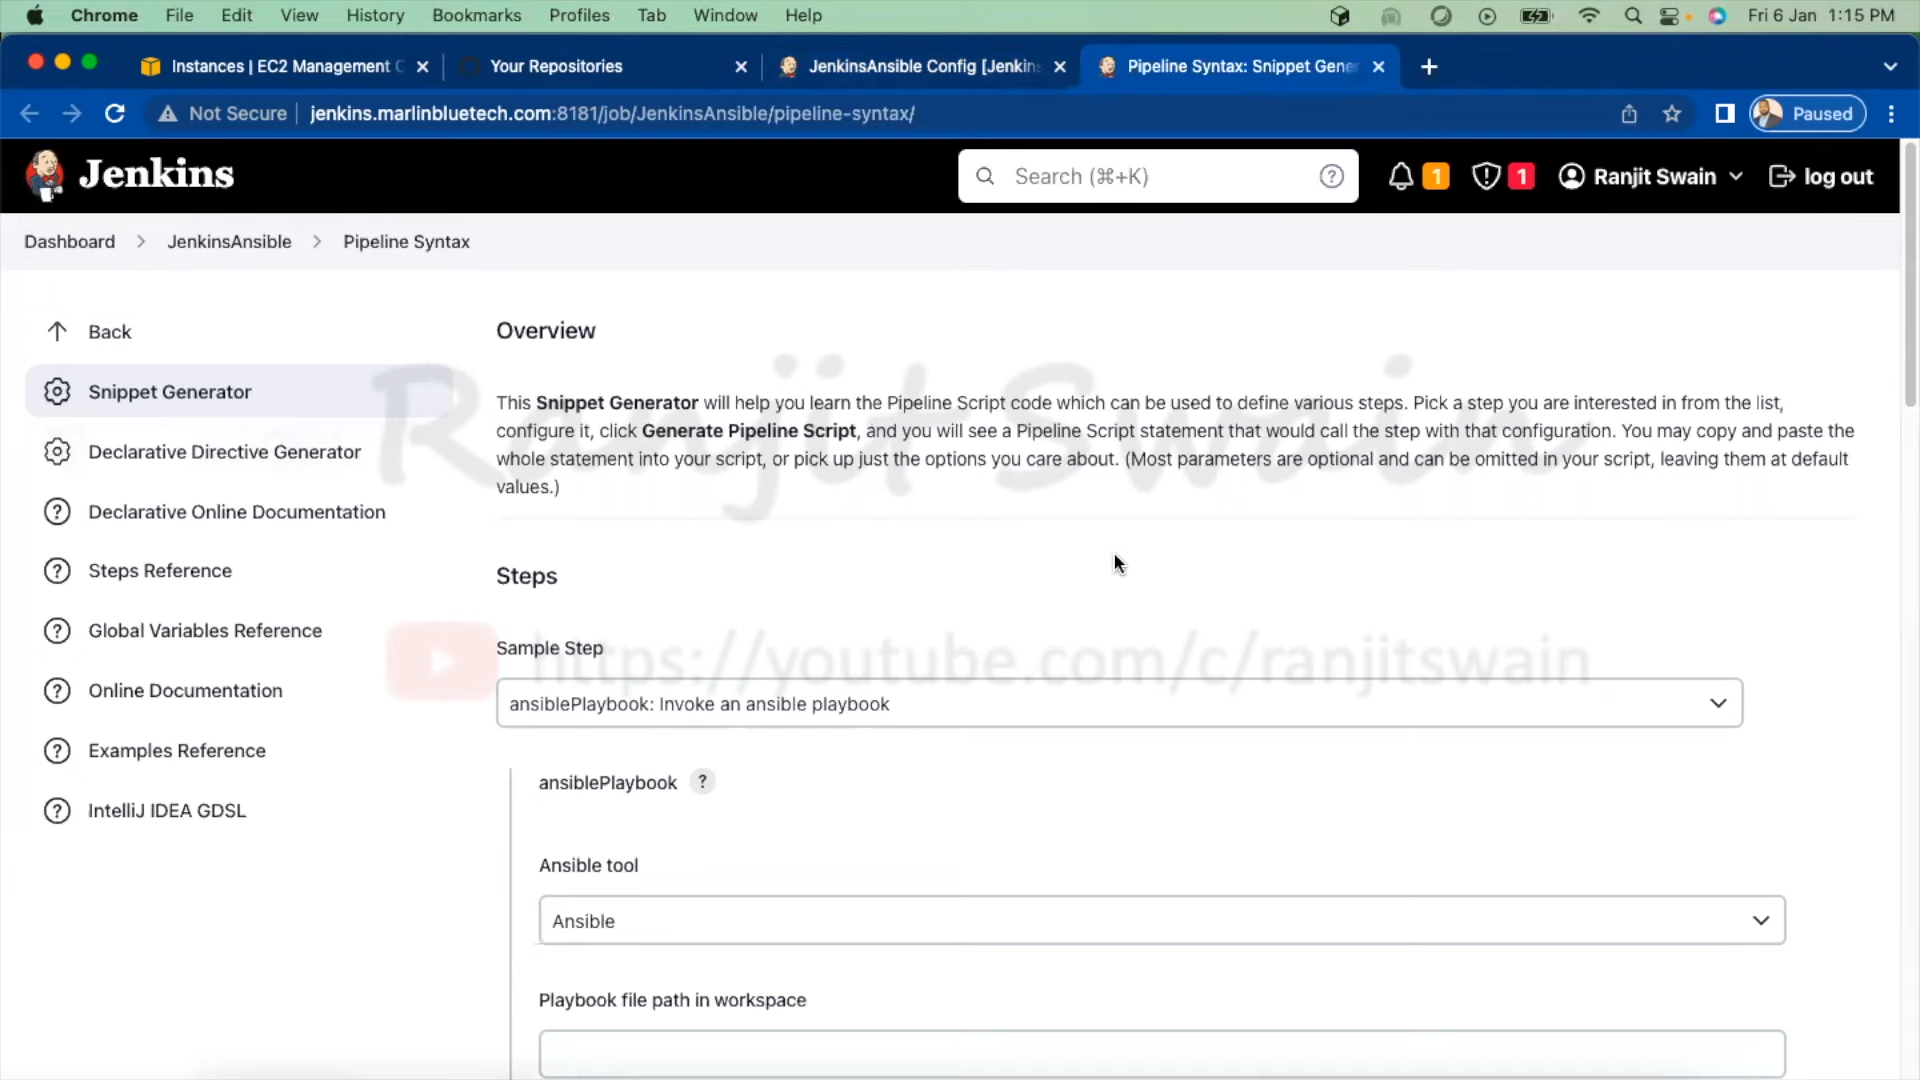 Chrome File Edit View History Bookmarks Profiles Tab Window Help Fri 6 Jan 1:15 PM
Instances | EC2 Management C Your Repositories JenkinsAnsible Config [Jenkin: Pipeline Syntax: Snippet Gene
Not Secure jenkins.marlinbluetech.com:8181/job/JenkinsAnsible/pipeline-syntax/ Paused
Jenkins Search (⌘+K) ? 1 1 Ranjit Swain log out
Dashboard > JenkinsAnsible > Pipeline Syntax
Back
Snippet Generator
Declarative Directive Generator
Declarative Online Documentation
Steps Reference
Global Variables Reference
Online Documentation
Examples Reference
IntelliJ IDEA GDSL
Overview
Ranjit Swain
This Snippet Generator will help you learn the Pipeline Script code which can be used to define various steps. Pick a step you are interested in from the list,
configure it, click Generate Pipeline Script, and you will see a Pipeline Script statement that would call the step with that configuration. You may copy and paste the
whole statement into your script, or pick up just the options you care about. (Most parameters are optional and can be omitted in your script, leaving them at default
values.)
Steps
Sample Step
https://youtube.com/c/ranjitswain
ansiblePlaybook: Invoke an ansible playbook
ansiblePlaybook ?
Ansible tool
Ansible
Playbook file path in workspace